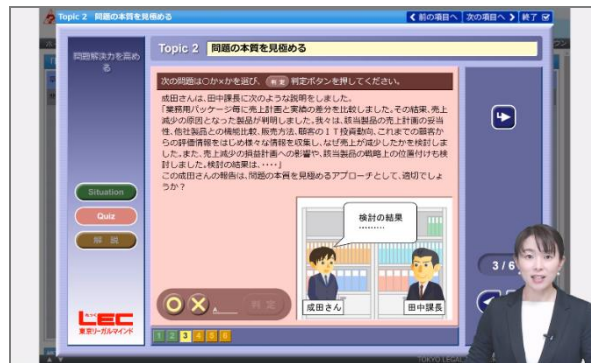 Topic 2 問題の本質を見極める
前の項目へ 次の項目へ 終了
問題解決力を高める
Topic 2 問題の本質を見極める
次の問題は○か×かを選び、 判定 判定ボタンを押してください。
成田さんは、田中課長に次のような説明をしました。
「業務用パッケージ毎に売上計画と実績の差分を比較しました。その結果、売上
減少の原因となった製品が判明しました。我々は、該当製品の売上計画の妥当
性、他社製品との機能比較、販売方法、顧客のIT投資動向、これまでの顧客か
らの評価情報をはじめ様々な情報を収集し、なぜ売上が減少したかを検討しま
した。また、売上減少の損益計画への影響や、該当製品の戦略上の位置付けも検
討しました。検討の結果は、・・・・」
この成田さんの報告は、問題の本質を見極めるアプローチとして、適切でしょ
うか?
Situation
Quiz
解説
検討の結果
………
成田さん
田中課長
判定
3/6
1 2 3 4 5 6
LEC
東京リーガルマインド
TOKYO LEGAL